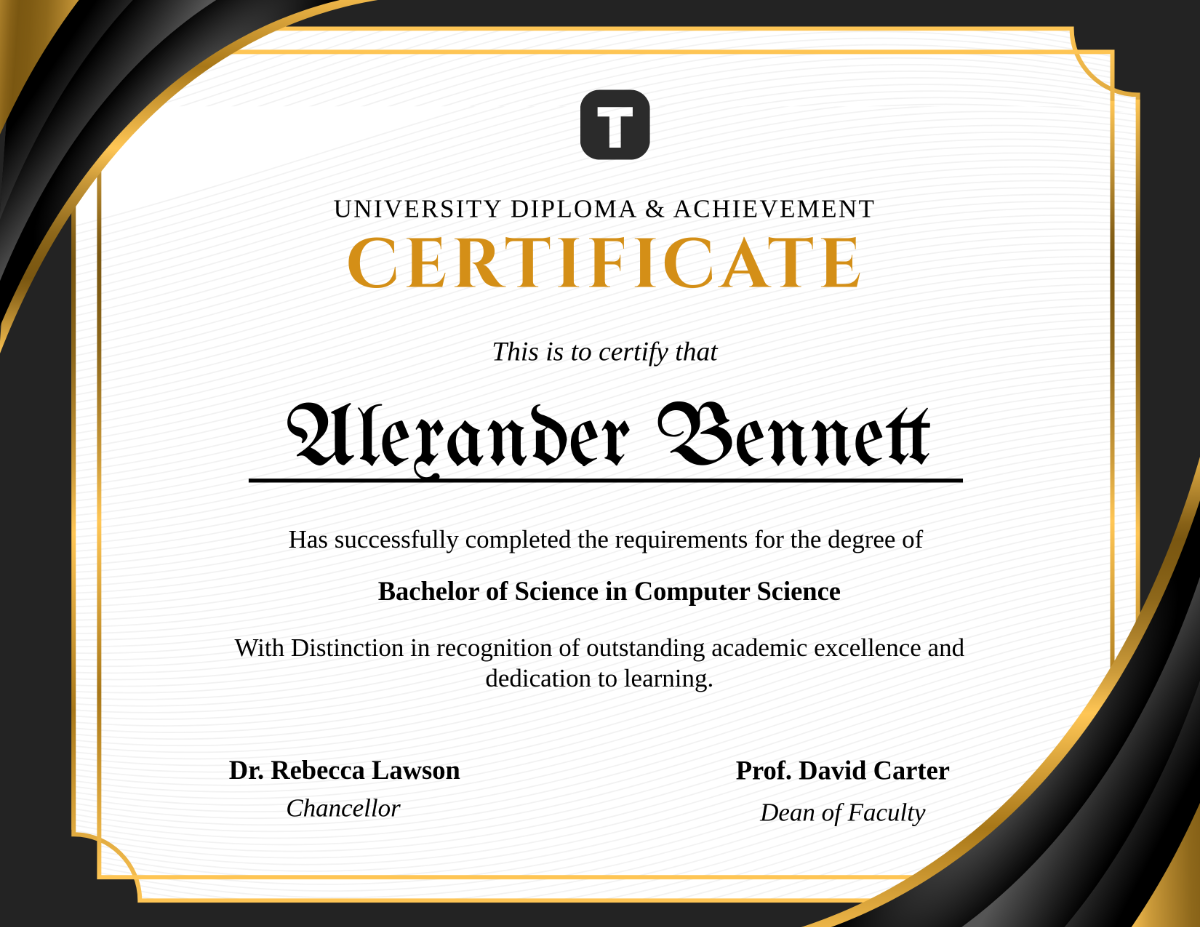 T
UNIVERSITY DIPLOMA & ACHIEVEMENT
CERTIFICATE
This is to certify that
Alexander Bennett
Has successfully completed the requirements for the degree of
Bachelor of Science in Computer Science
With Distinction in recognition of outstanding academic excellence and
dedication to learning.
Dr. Rebecca Lawson
Chancellor
Prof. David Carter
Dean of Faculty